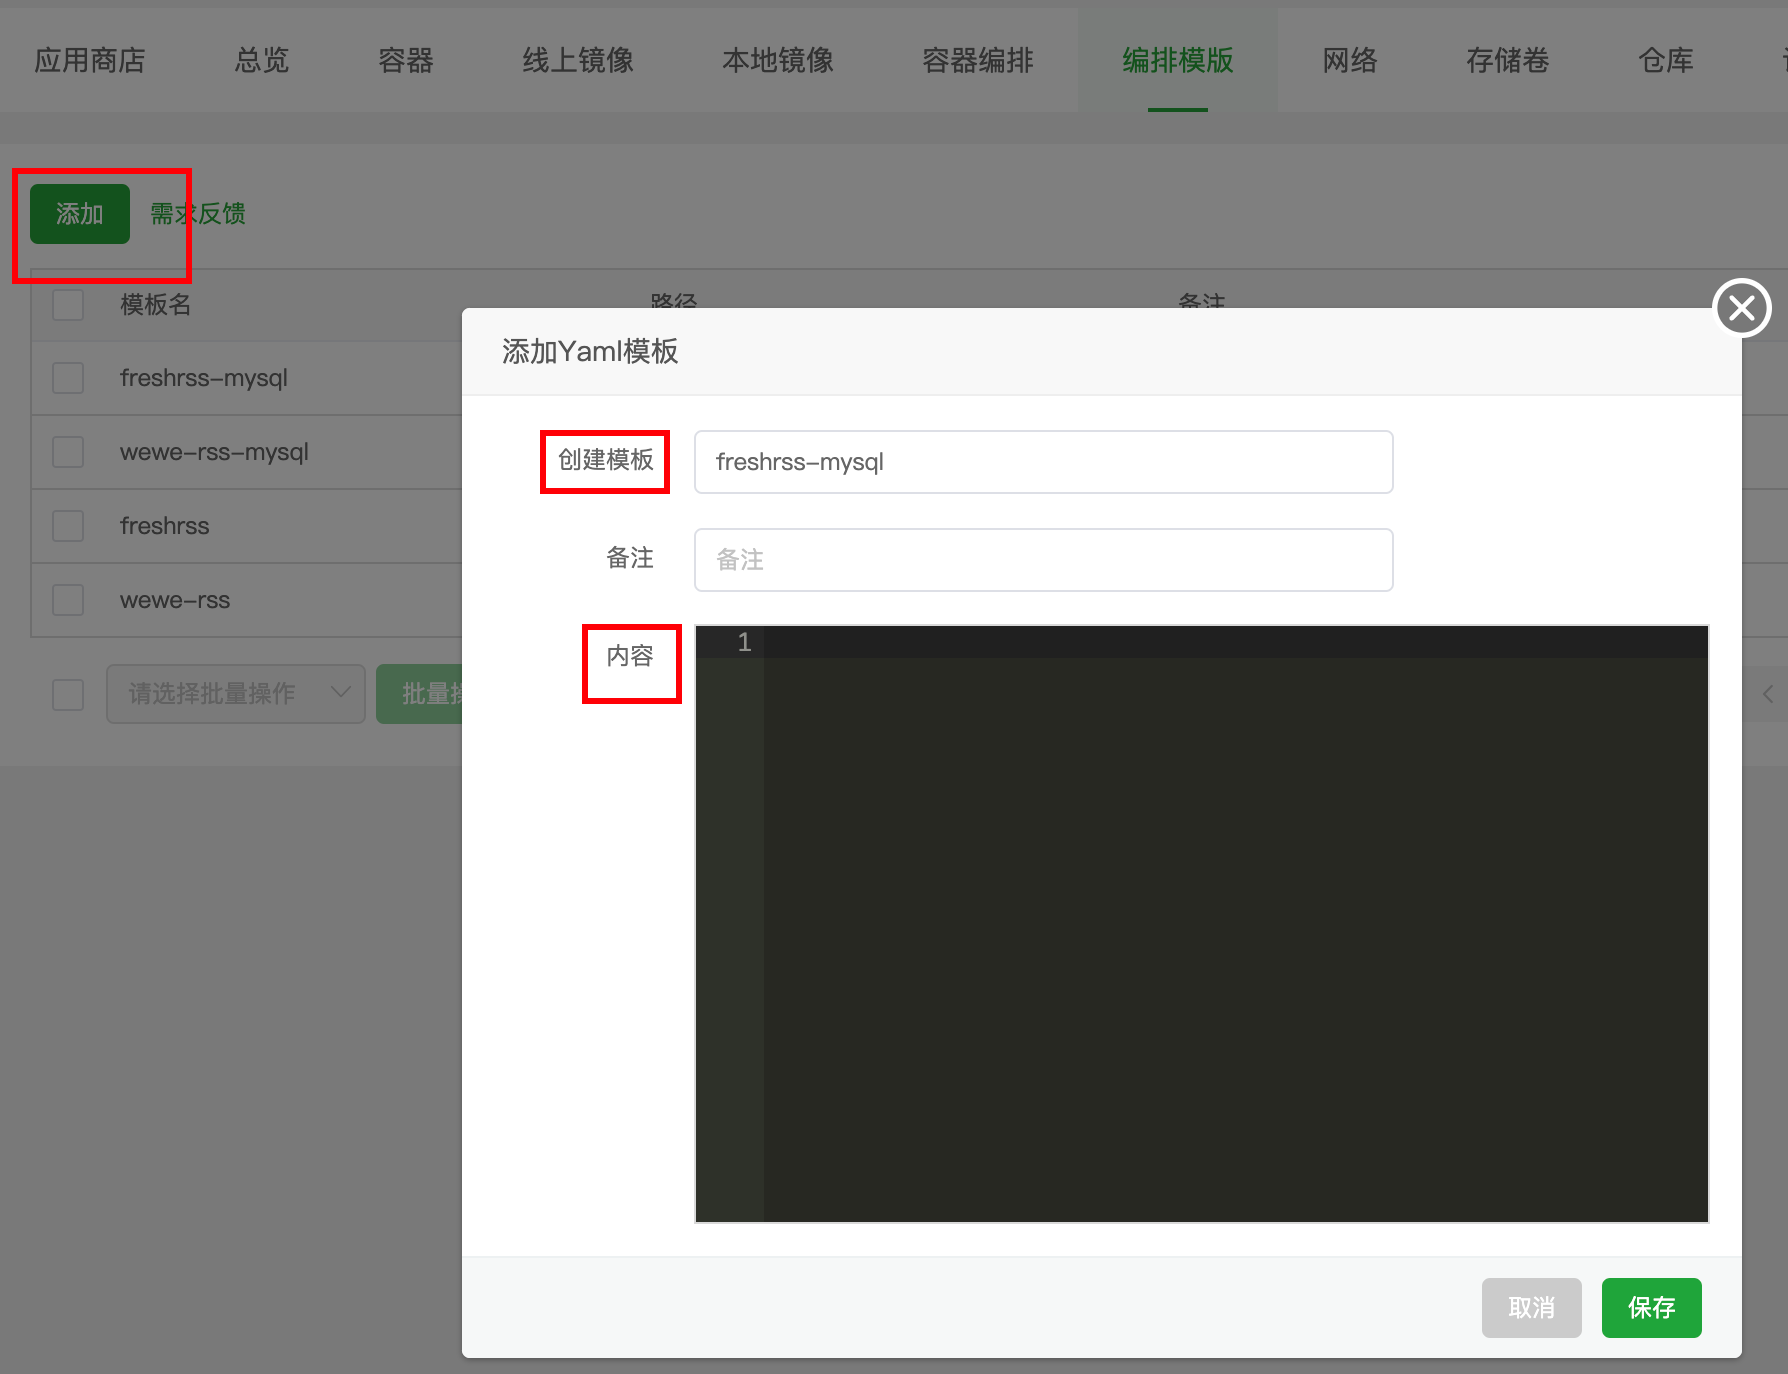 应用商店 总览 容器 线上镜像 本地镜像 容器编排 编排模版 网络 存储卷 仓库
添加 需求反馈
模板名 路径 备注
freshrss-mysql
wewe-rss-mysql
freshrss
wewe-rss
请选择批量操作 批量
添加Yaml模板
创建模板 freshrss-mysql
备注 备注
内容 1
取消 保存